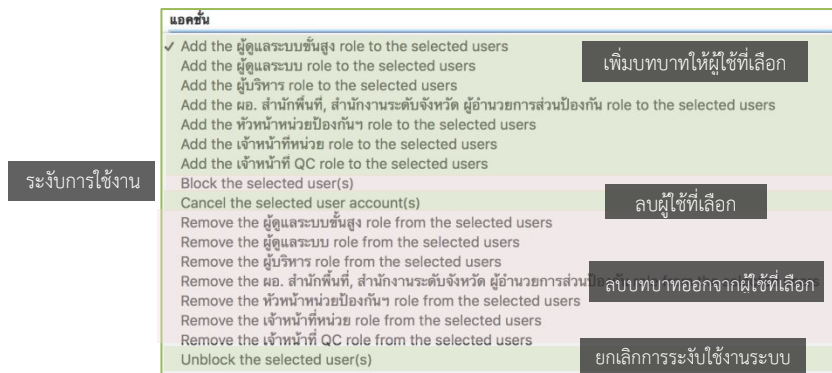 แอคชั่น
✓ Add the ผู้ดูแลระบบขั้นสูง role to the selected users
Add the ผู้ดูแลระบบ role to the selected users
เพิ่มบทบาทให้ผู้ใช้ที่เลือก
Add the ผู้บริหาร role to the selected users
Add the ผอ. สำนักพื้นที่, สำนักงานระดับจังหวัด ผู้อำนวยการส่วนป้องกัน role to the selected users
Add the หัวหน้าหน่วยป้องกันฯ role to the selected users
Add the เจ้าหน้าที่หน่วย role to the selected users
Add the เจ้าหน้าที่ QC role to the selected users
ระงับการใช้งาน
Block the selected user(s)
Cancel the selected user account(s)
ลบผู้ใช้ที่เลือก
Remove the ผู้ดูแลระบบขั้นสูง role from the selected users
Remove the ผู้ดูแลระบบ role from the selected users
Remove the ผู้บริหาร role from the selected users
Remove the ผอ. สำนักพื้นที่, สำนักงานระดับจังหวัด ผู้อำนวยการส่วนป้องกัน role from the selected users
ลบบทบาทออกจากผู้ใช้ที่เลือก
Remove the หัวหน้าหน่วยป้องกันฯ role from the selected users
Remove the เจ้าหน้าที่หน่วย role from the selected users
Remove the เจ้าหน้าที่ QC role from the selected users
Unblock the selected user(s)
ยกเลิกการระงับใช้งานระบบ